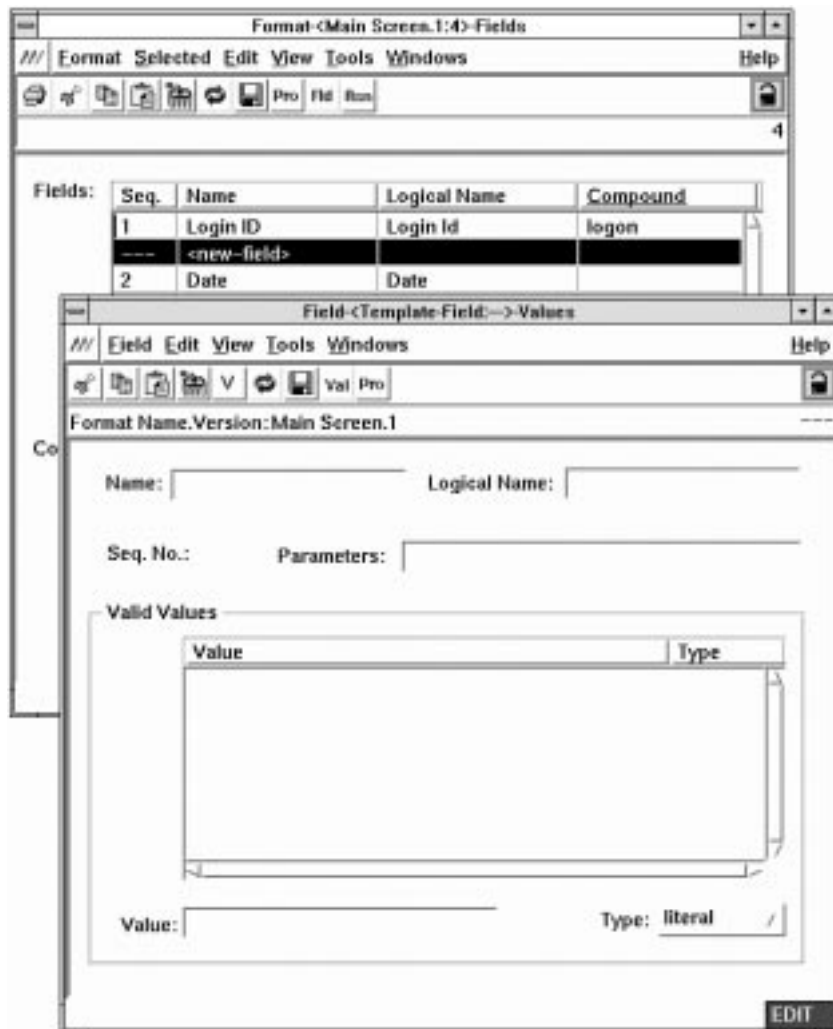 Format-<Main Screen.1:4>-Fields
/// Format Selected Edit View Tools Windows Help
Pro Fld Run
4
Fields:
Seq. Name Logical Name Compound
1 Login ID Login Id logon
--- <new-field>
2 Date Date
Field-<Template-Field:--->-Values
/// Field Edit View Tools Windows Help
V Val Pro
Format Name.Version:Main Screen.1 ---
Co
Name: Logical Name:
Seq. No.: Parameters:
Valid Values
Value Type
Value: Type: literal
EDIT